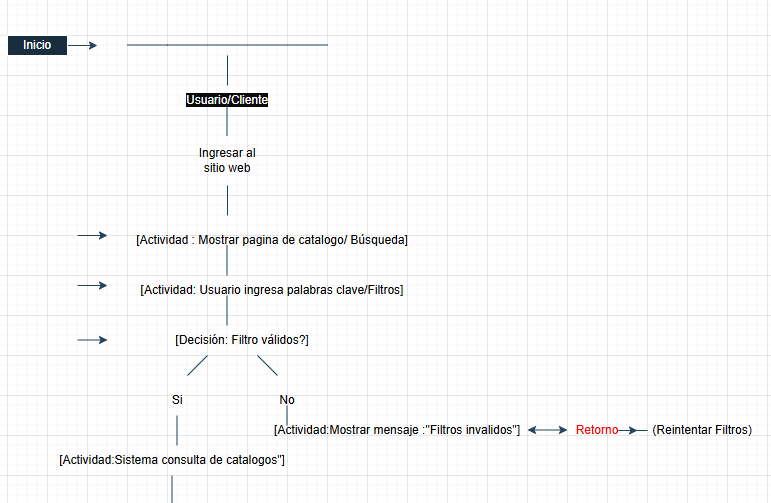 Inicio
Usuario/Cliente
Ingresar al
sitio web
[Actividad : Mostrar pagina de catalogo/ Búsqueda]
[Actividad: Usuario ingresa palabras clave/Filtros]
[Decisión: Filtro válidos?]
Si
No
[Actividad:Mostrar mensaje :"Filtros invalidos"]
Retorno
(Reintentar Filtros)
[Actividad:Sistema consulta de catalogos"]